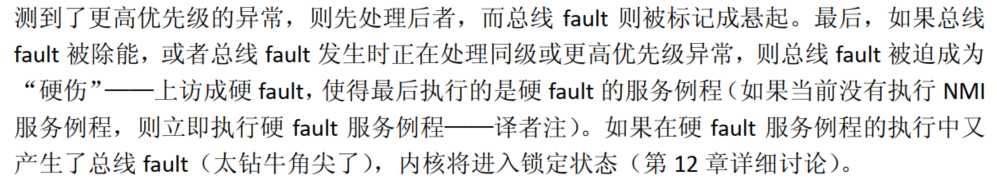 测到了更高优先级的异常，则先处理后者，而总线 fault 则被标记成悬起。最后，如果总线
fault 被除能，或者总线 fault 发生时正在处理同级或更高优先级异常，则总线 fault 被迫成为
“硬伤”——上访成硬 fault，使得最后执行的是硬 fault 的服务例程（如果当前没有执行 NMI
服务例程，则立即执行硬 fault 服务例程——译者注）。如果在硬 fault 服务例程的执行中又
产生了总线 fault（太钻牛角尖了），内核将进入锁定状态（第 12 章详细讨论）。